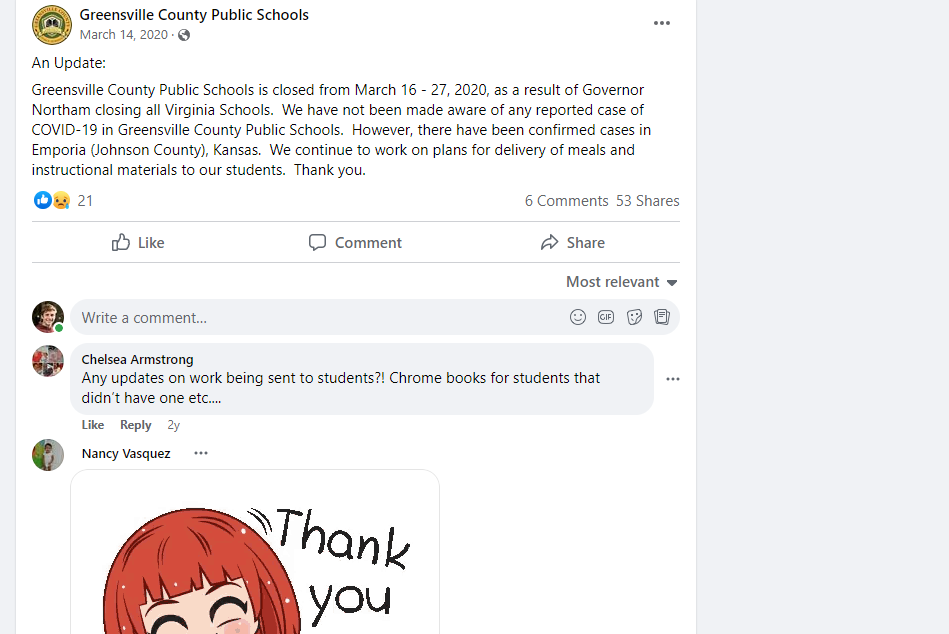 Greensville County Public Schools
March 14, 2020 ·
An Update:
Greensville County Public Schools is closed from March 16 - 27, 2020, as a result of Governor
Northam closing all Virginia Schools.  We have not been made aware of any reported case of
COVID-19 in Greensville County Public Schools.  However, there have been confirmed cases in
Emporia (Johnson County), Kansas.  We continue to work on plans for delivery of meals and
instructional materials to our students.  Thank you.
21
6 Comments  53 Shares
Like
Comment
Share
Most relevant
Write a comment...
GIF
Chelsea Armstrong
Any updates on work being sent to students?! Chrome books for students that
didn't have one etc....
Like  Reply  2y
Nancy Vasquez
Thank
you